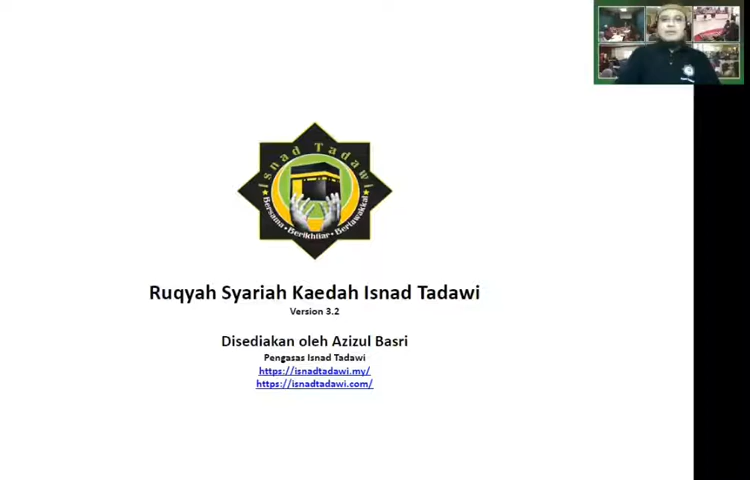 Isnad Tadawi
Bersama • Berikhtiar • Bertawakkal
Ruqyah Syariah Kaedah Isnad Tadawi
Version 3.2
Disediakan oleh Azizul Basri
Pengasas Isnad Tadawi
https://isnadtadawi.my/
https://isnadtadawi.com/